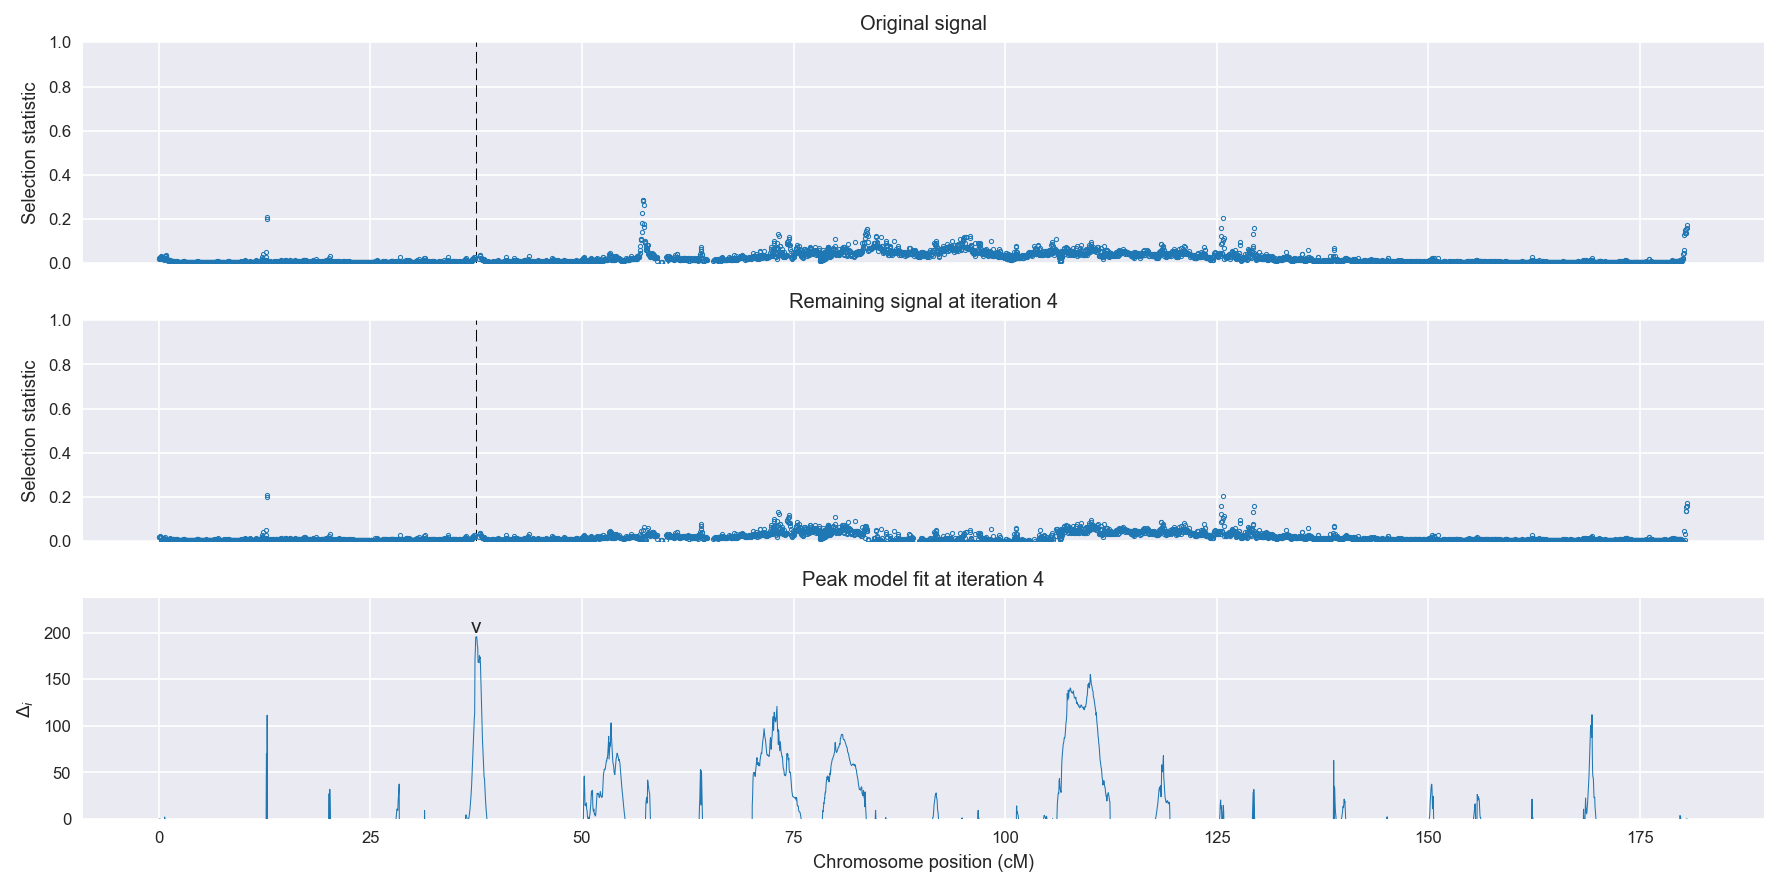 Original signal
1.0
0.8
0.6
0.4
0.2
0.0
Selection statistic
Remaining signal at iteration 4
1.0
0.8
0.6
0.4
0.2
0.0
Selection statistic
Peak model fit at iteration 4
v
200
150
100
50
0
Δi
0 25 50 75 100 125 150 175
Chromosome position (cM)